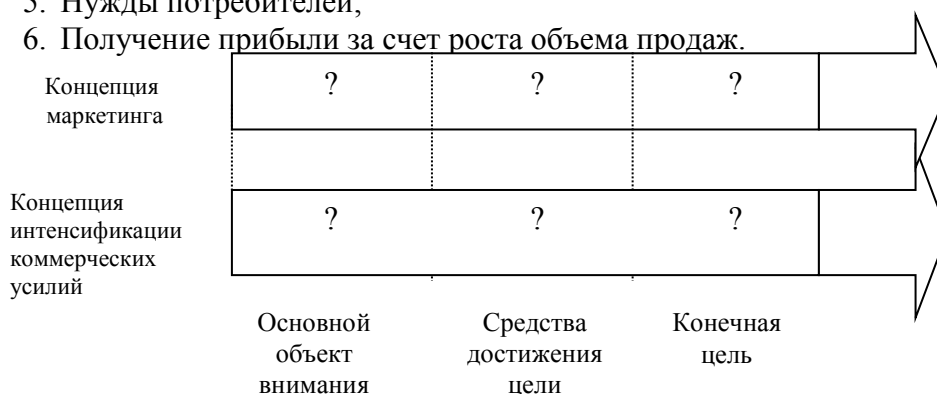 5. Нужды потребителей;
6. Получение прибыли за счет роста объема продаж.
Концепция
маркетинга
? ? ?
Концепция
интенсификации
коммерческих
усилий
? ? ?
Основной
объект
внимания
Средства
достижения
цели
Конечная
цель